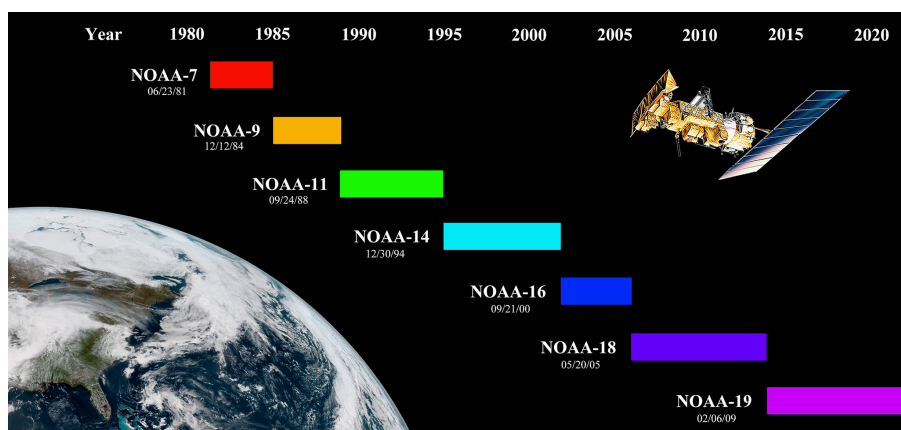 Year 1980 1985 1990 1995 2000 2005 2010 2015 2020
NOAA-7
06/23/81
NOAA-9
12/12/84
NOAA-11
09/24/88
NOAA-14
12/30/94
NOAA-16
09/21/00
NOAA-18
05/20/05
NOAA-19
02/06/09